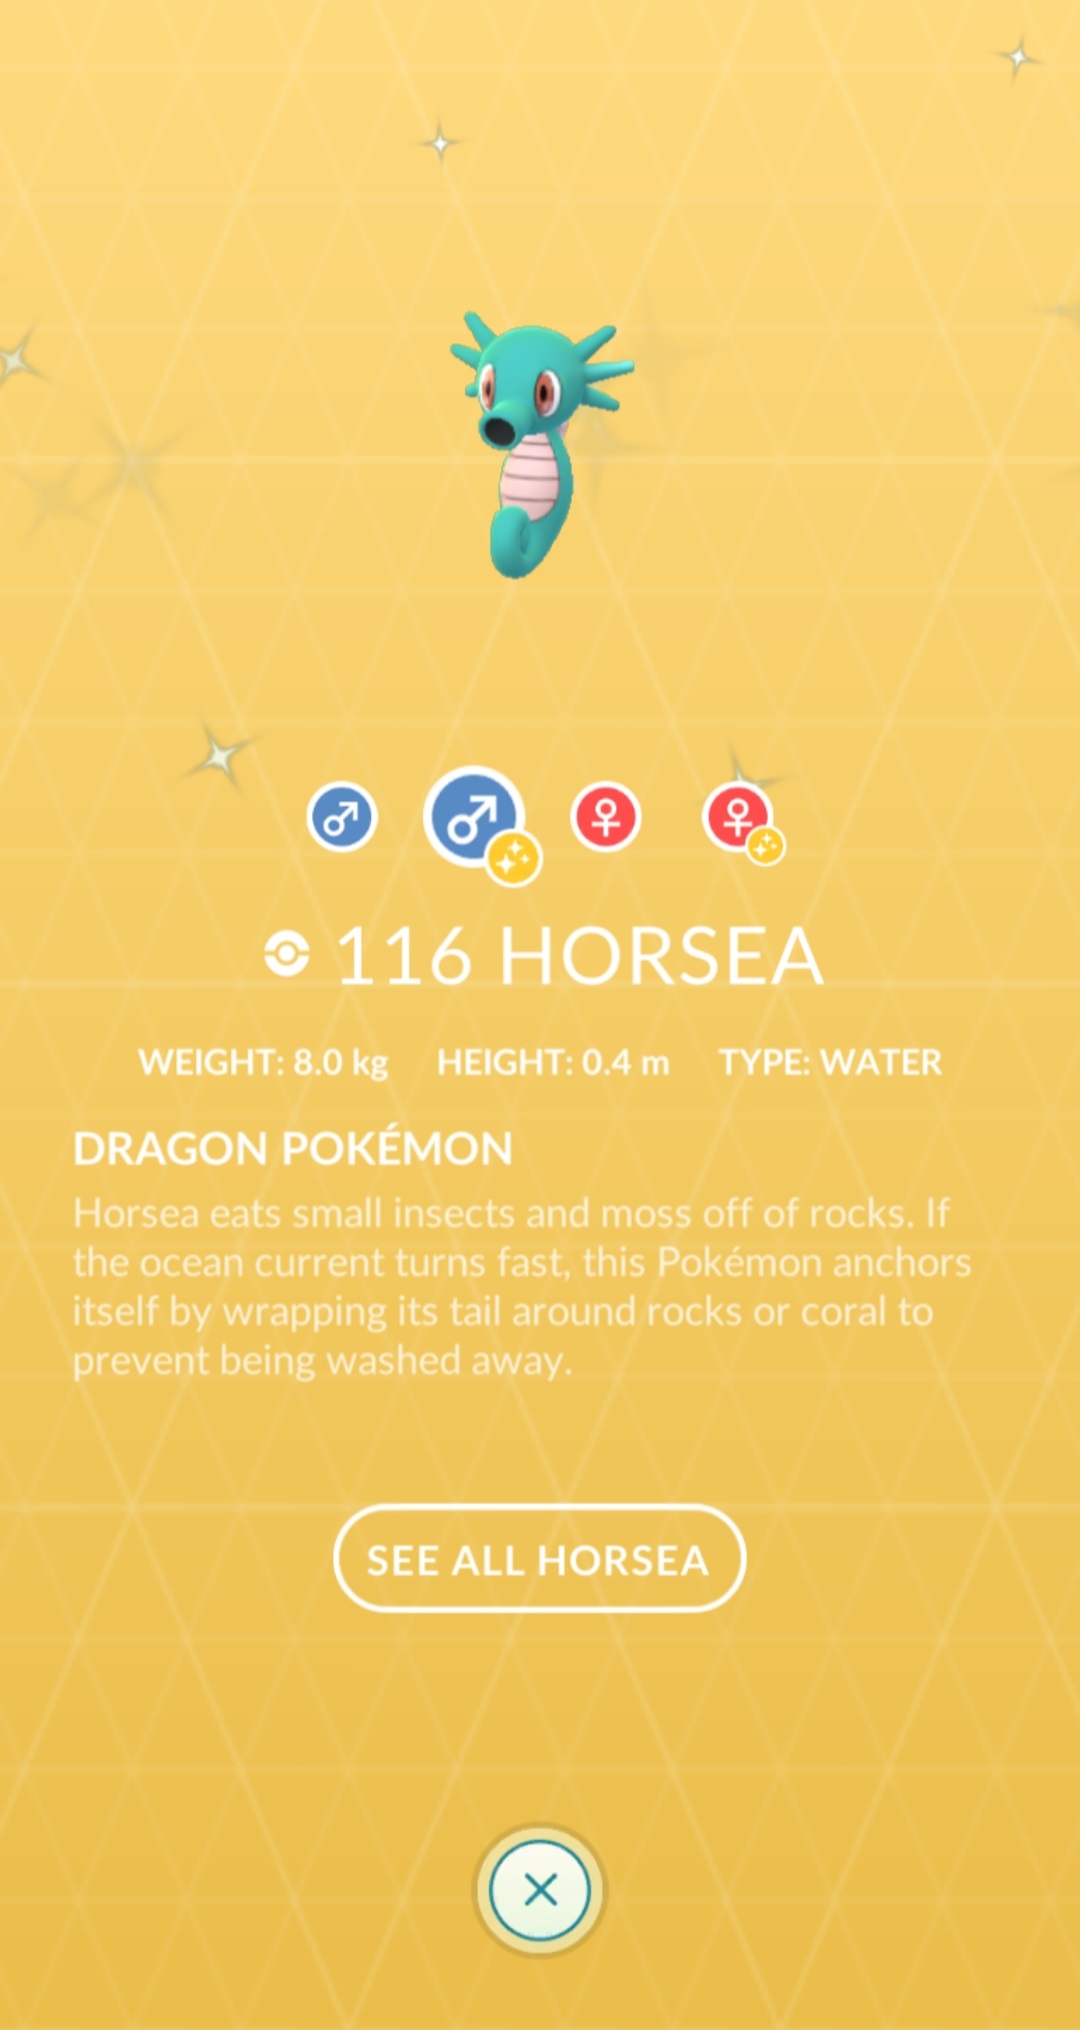 116 HORSEA
WEIGHT: 8.0 kg HEIGHT: 0.4 m TYPE: WATER
DRAGON POKÉMON
Horsea eats small insects and moss off of rocks. If
the ocean current turns fast, this Pokémon anchors
itself by wrapping its tail around rocks or coral to
prevent being washed away.
SEE ALL HORSEA